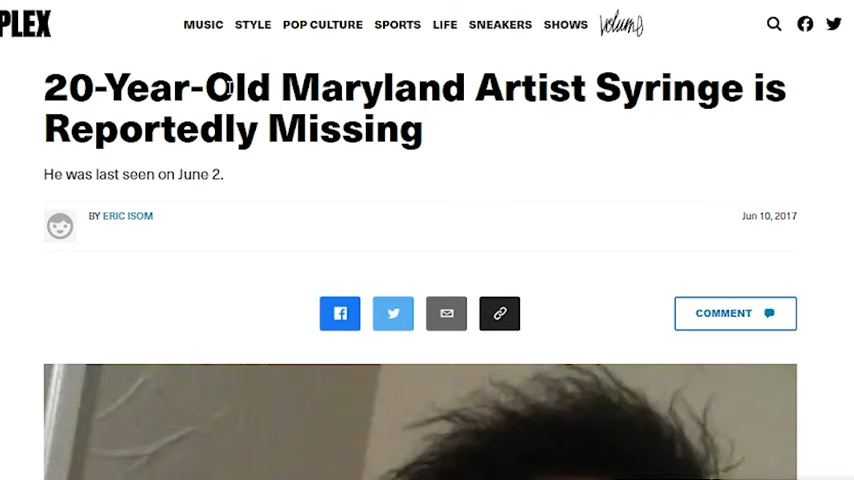 PLEX
MUSIC STYLE POP CULTURE SPORTS LIFE SNEAKERS SHOWS volume
20-Year-Old Maryland Artist Syringe is
Reportedly Missing
He was last seen on June 2.
BY ERIC ISOM
Jun 10, 2017
COMMENT